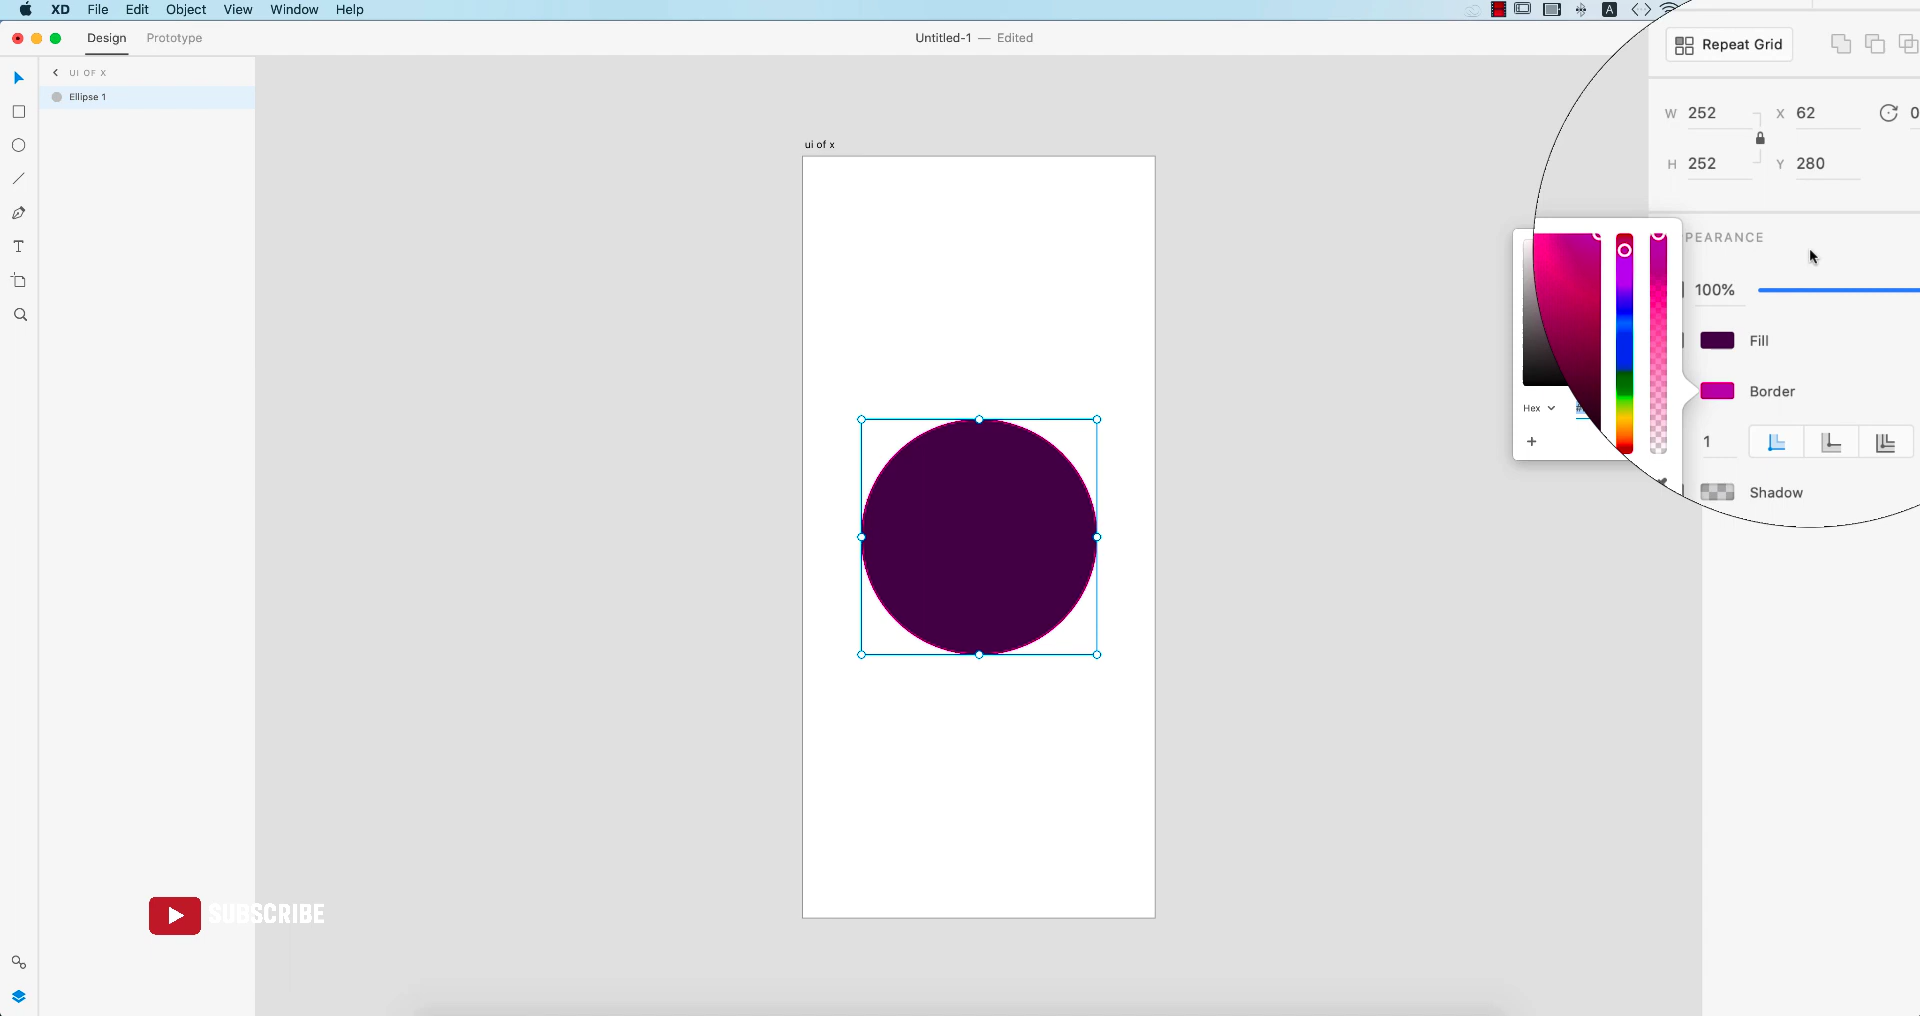 XD File Edit Object View Window Help
A
Design Prototype
Untitled-1 — Edited
UI OF X
Ellipse 1
ui of x
T
Repeat Grid
W 252 X 62 0
H 252 Y 280
PEARANCE
100%
Fill
Border
Hex
1
Shadow
SUBSCRIBE